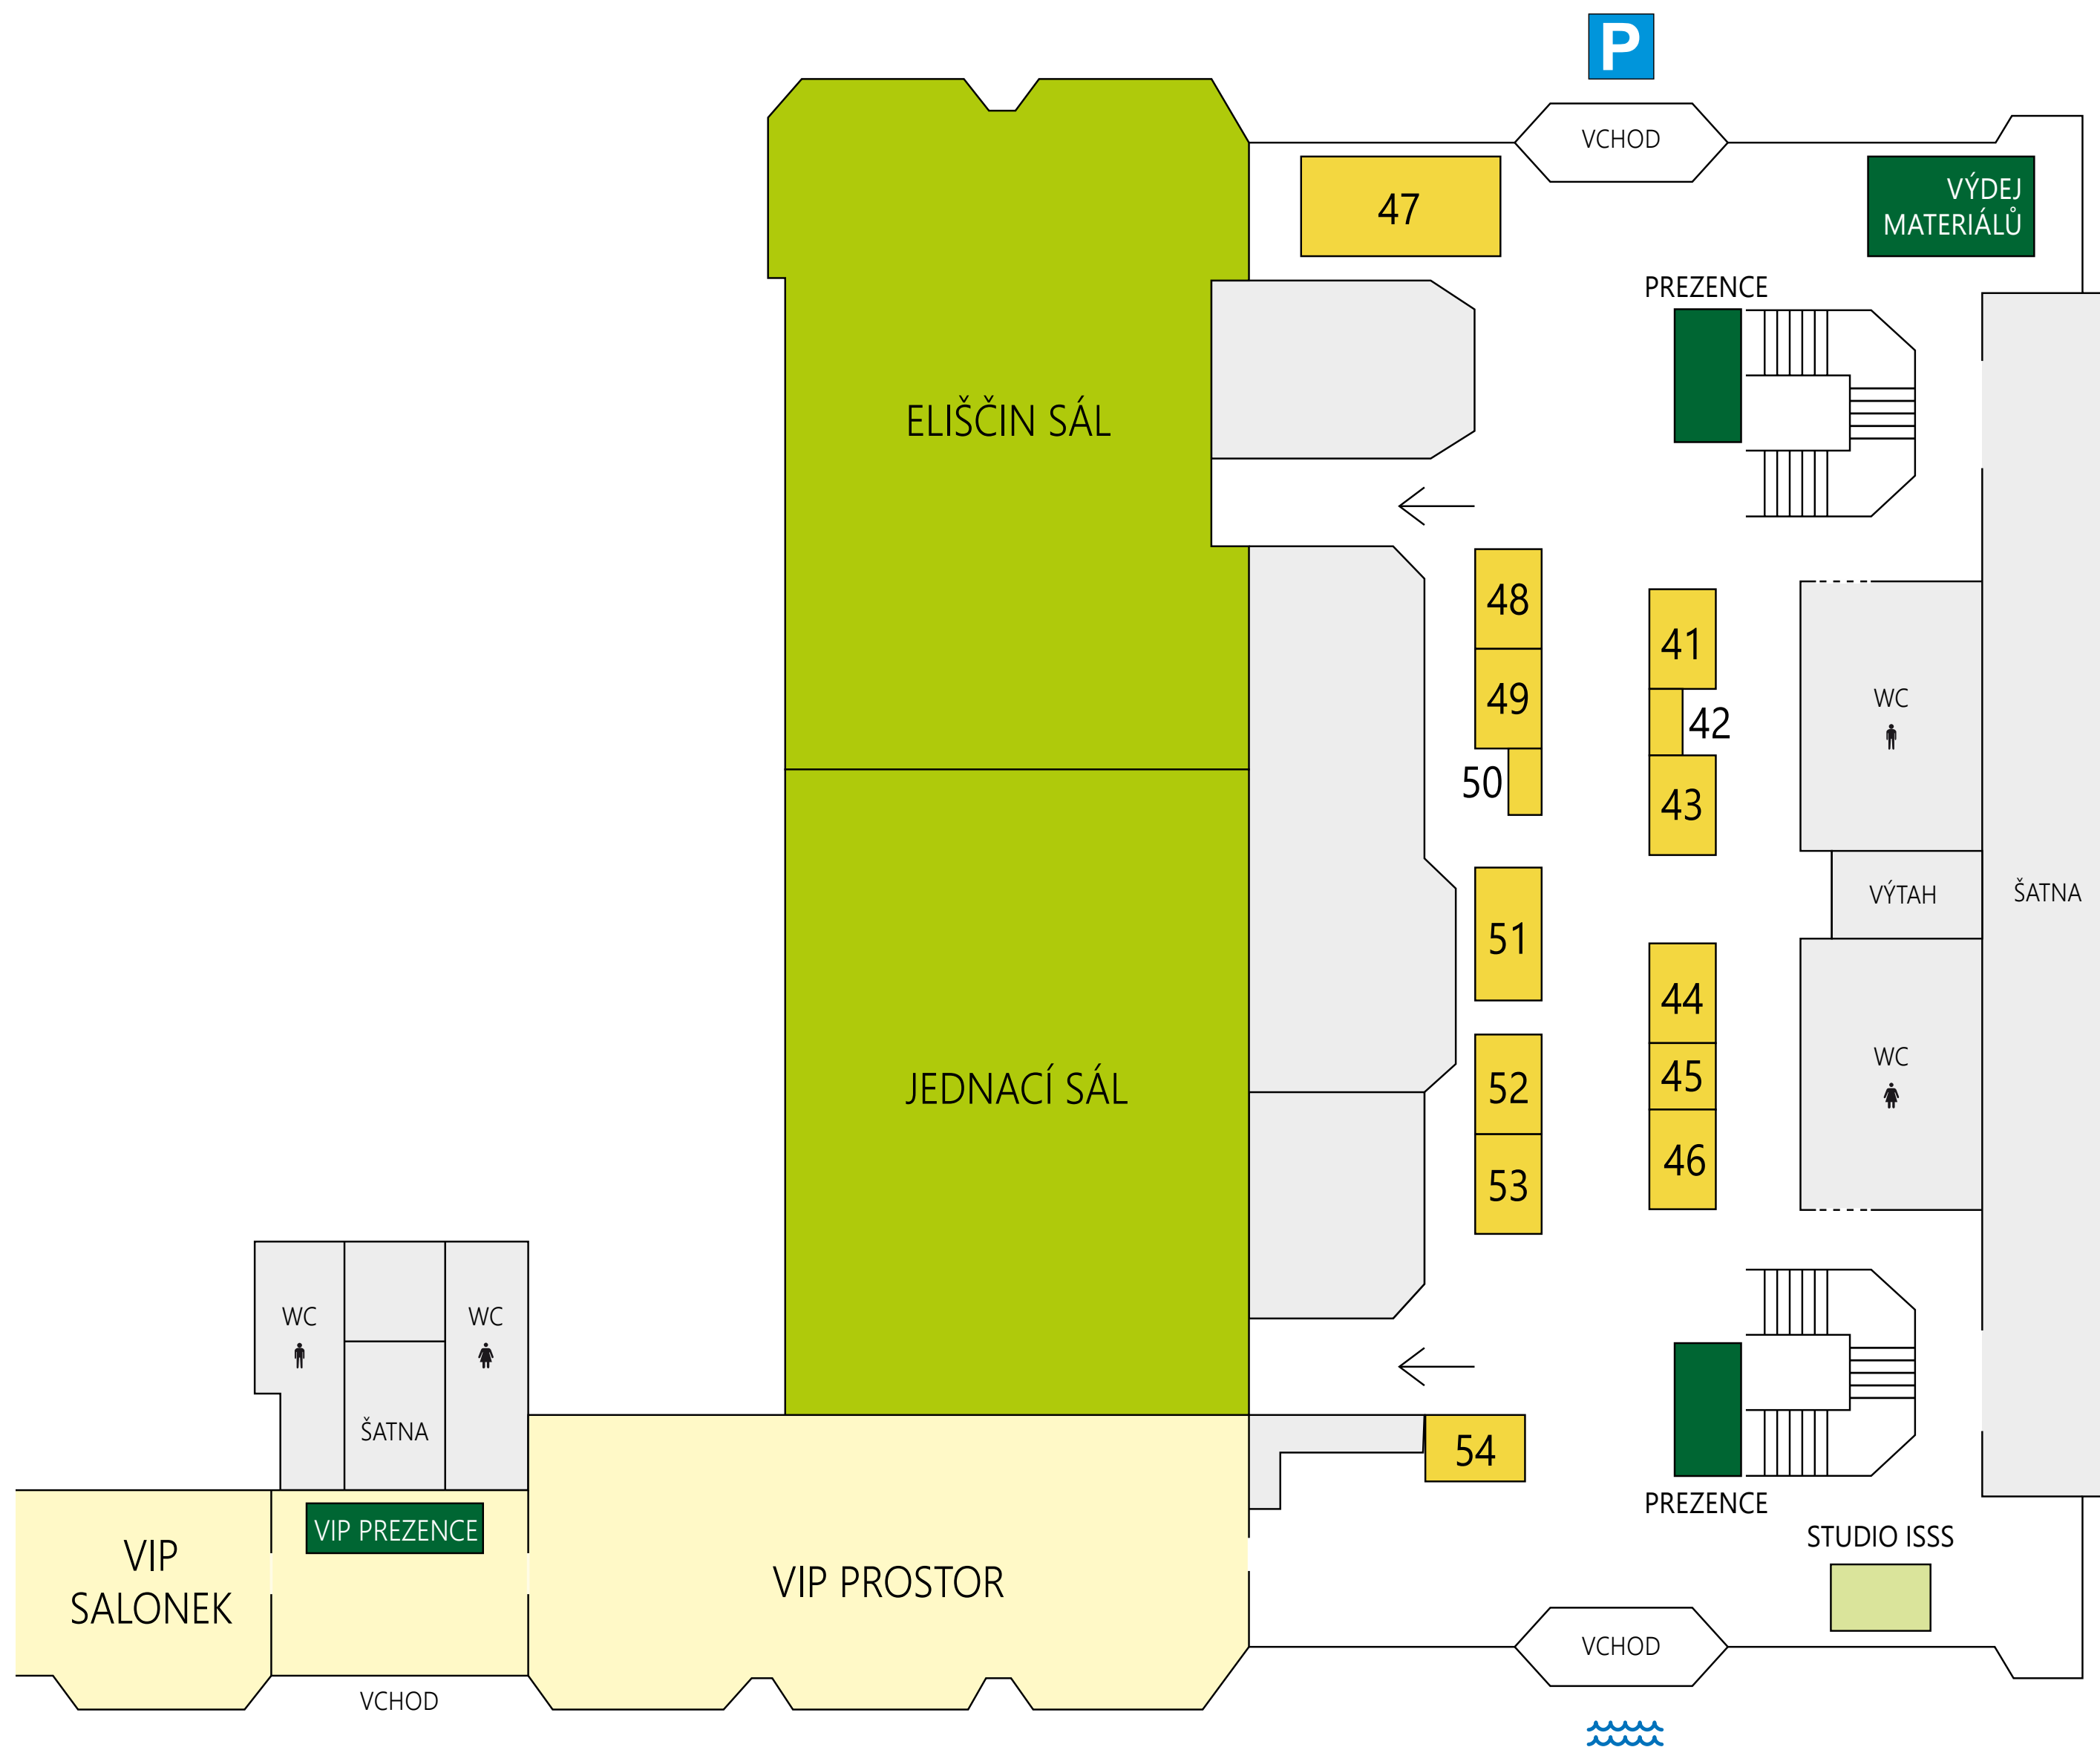 P
VCHOD
47
VÝDEJ
MATERIÁLŮ
PREZENCE
ELIŠČIN SÁL
48
41
49
WC
42
50
43
VÝTAH
ŠATNA
51
44
WC
45
JEDNACÍ SÁL
52
46
53
WC
WC
ŠATNA
54
PREZENCE
VIP PREZENCE
STUDIO ISSS
VIP
SALONEK
VIP PROSTOR
VCHOD
VCHOD